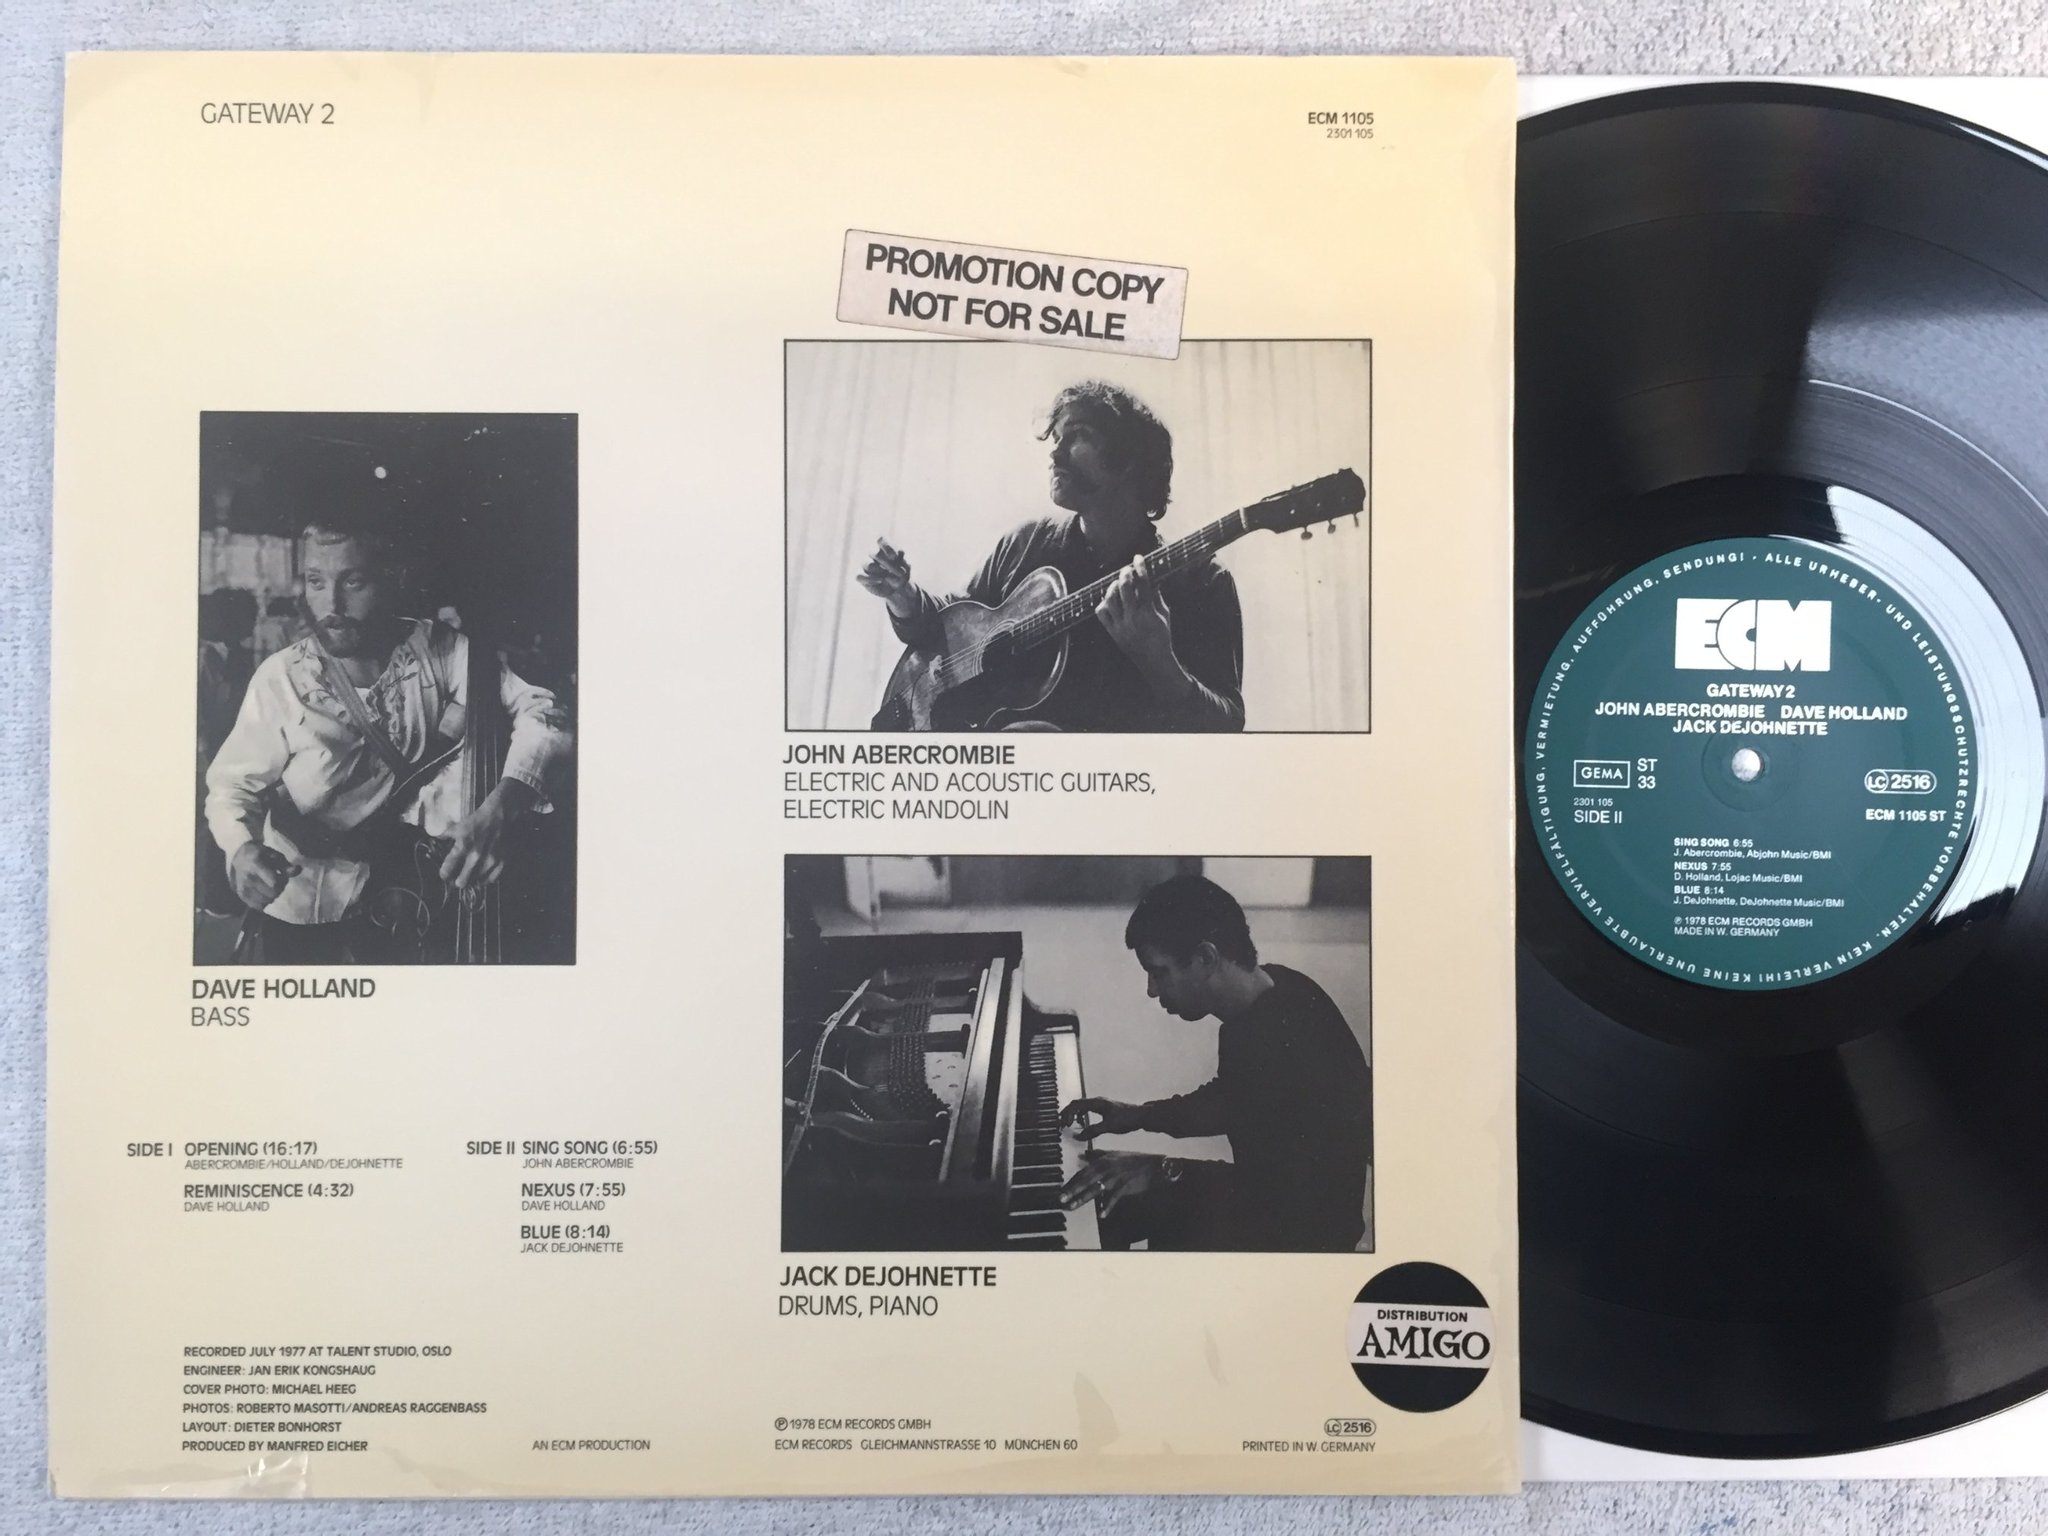 GATEWAY 2
ECM 1105
2301 105
PROMOTION COPY
NOT FOR SALE
JOHN ABERCROMBIE
ELECTRIC AND ACOUSTIC GUITARS,
ELECTRIC MANDOLIN
DAVE HOLLAND
BASS
SIDE I OPENING (16:17)
ABERCROMBIE/HOLLAND/DEJOHNETTE
REMINISCENCE (4:32)
DAVE HOLLAND
SIDE II SING SONG (6:55)
JOHN ABERCROMBIE
NEXUS (7:55)
DAVE HOLLAND
BLUE (8:14)
JACK DEJOHNETTE
JACK DEJOHNETTE
DRUMS, PIANO
DISTRIBUTION
AMIGO
RECORDED JULY 1977 AT TALENT STUDIO, OSLO
ENGINEER: JAN ERIK KONGSHAUG
COVER PHOTO: MICHAEL HEEG
PHOTOS: ROBERTO MASOTTI/ANDREAS RAGGENBASS
LAYOUT: DIETER BONHORST
PRODUCED BY MANFRED EICHER
AN ECM PRODUCTION
℗ 1978 ECM RECORDS GMBH
ECM RECORDS GLEICHMANNSTRASSE 10 MÜNCHEN 60
LC 2516
PRINTED IN W. GERMANY
ALLE URHEBER- UND LEISTUNGSSCHUTZRECHTE VORBEHALTEN. KEIN VERLEIH! KEINE UNERLAUBTE VERVIELFÄLTIGUNG, VERMIETUNG, AUFFÜHRUNG, SENDUNG! -
ECM
GATEWAY 2
JOHN ABERCROMBIE DAVE HOLLAND
JACK DEJOHNETTE
GEMA
ST
33
LC 2516
2301 105
SIDE II
ECM 1105 ST
SING SONG 6:55
J. Abercrombie, Abjohn Music/BMI
NEXUS 7:55
D. Holland, Lojac Music/BMI
BLUE 8:14
J. DeJohnette, DeJohnette Music/BMI
℗ 1978 ECM RECORDS GMBH
MADE IN W. GERMANY